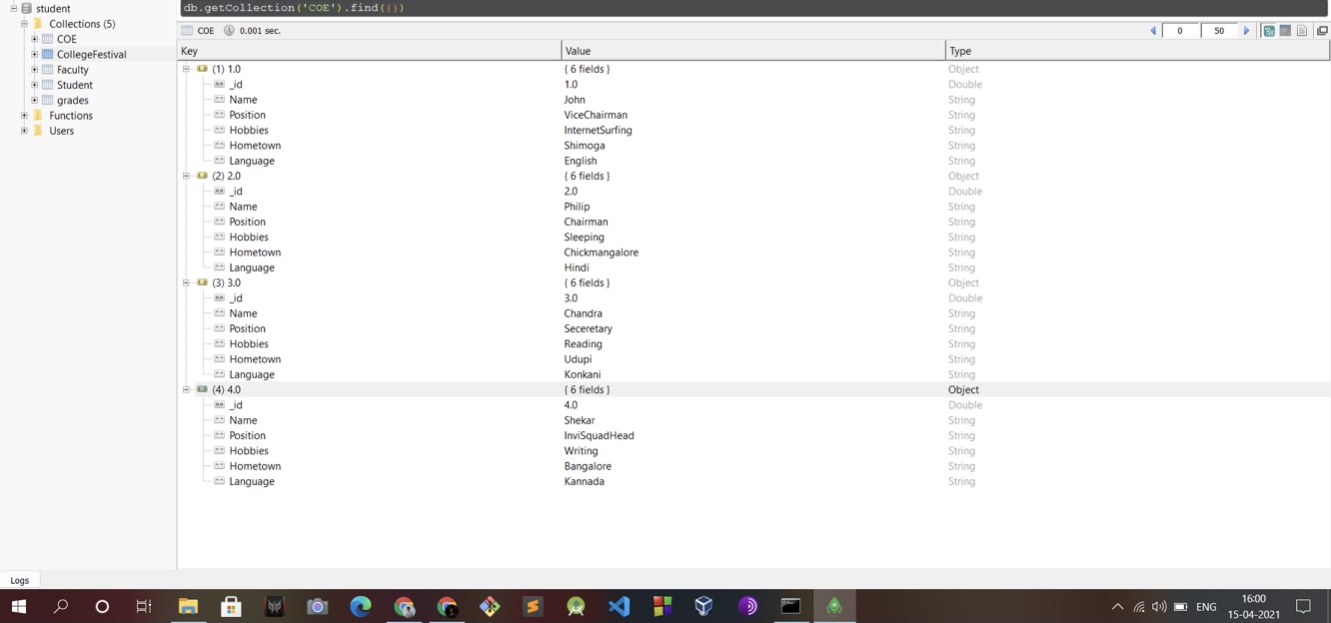 student
Collections (5)
COE
CollegeFestival
Faculty
Student
grades
Functions
Users
db.getCollection('COE').find({})
COE 0.001 sec. 0 50
Key Value Type
(1) 1.0 { 6 fields } Object
_id 1.0 Double
Name John String
Position ViceChairman String
Hobbies InternetSurfing String
Hometown Shimoga String
Language English String
(2) 2.0 { 6 fields } Object
_id 2.0 Double
Name Philip String
Position Chairman String
Hobbies Sleeping String
Hometown Chickmangalore String
Language Hindi String
(3) 3.0 { 6 fields } Object
_id 3.0 Double
Name Chandra String
Position Seceretary String
Hobbies Reading String
Hometown Udupi String
Language Konkani String
(4) 4.0 { 6 fields } Object
_id 4.0 Double
Name Shekar String
Position InviSquadHead String
Hobbies Writing String
Hometown Bangalore String
Language Kannada String
Logs
ENG
16:00
15-04-2021